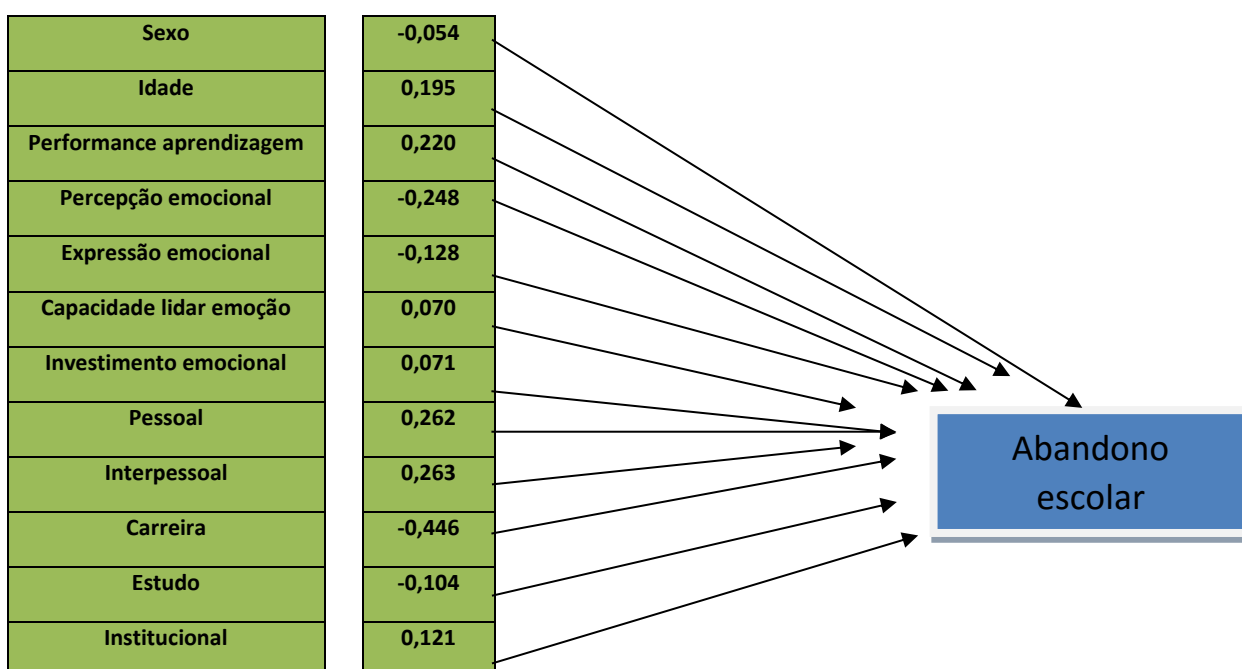 Sexo -0,054
Idade 0,195
Performance aprendizagem 0,220
Percepção emocional -0,248
Expressão emocional -0,128
Capacidade lidar emoção 0,070
Investimento emocional 0,071
Pessoal 0,262
Interpessoal 0,263
Carreira -0,446
Estudo -0,104
Institucional 0,121
Abandono
escolar